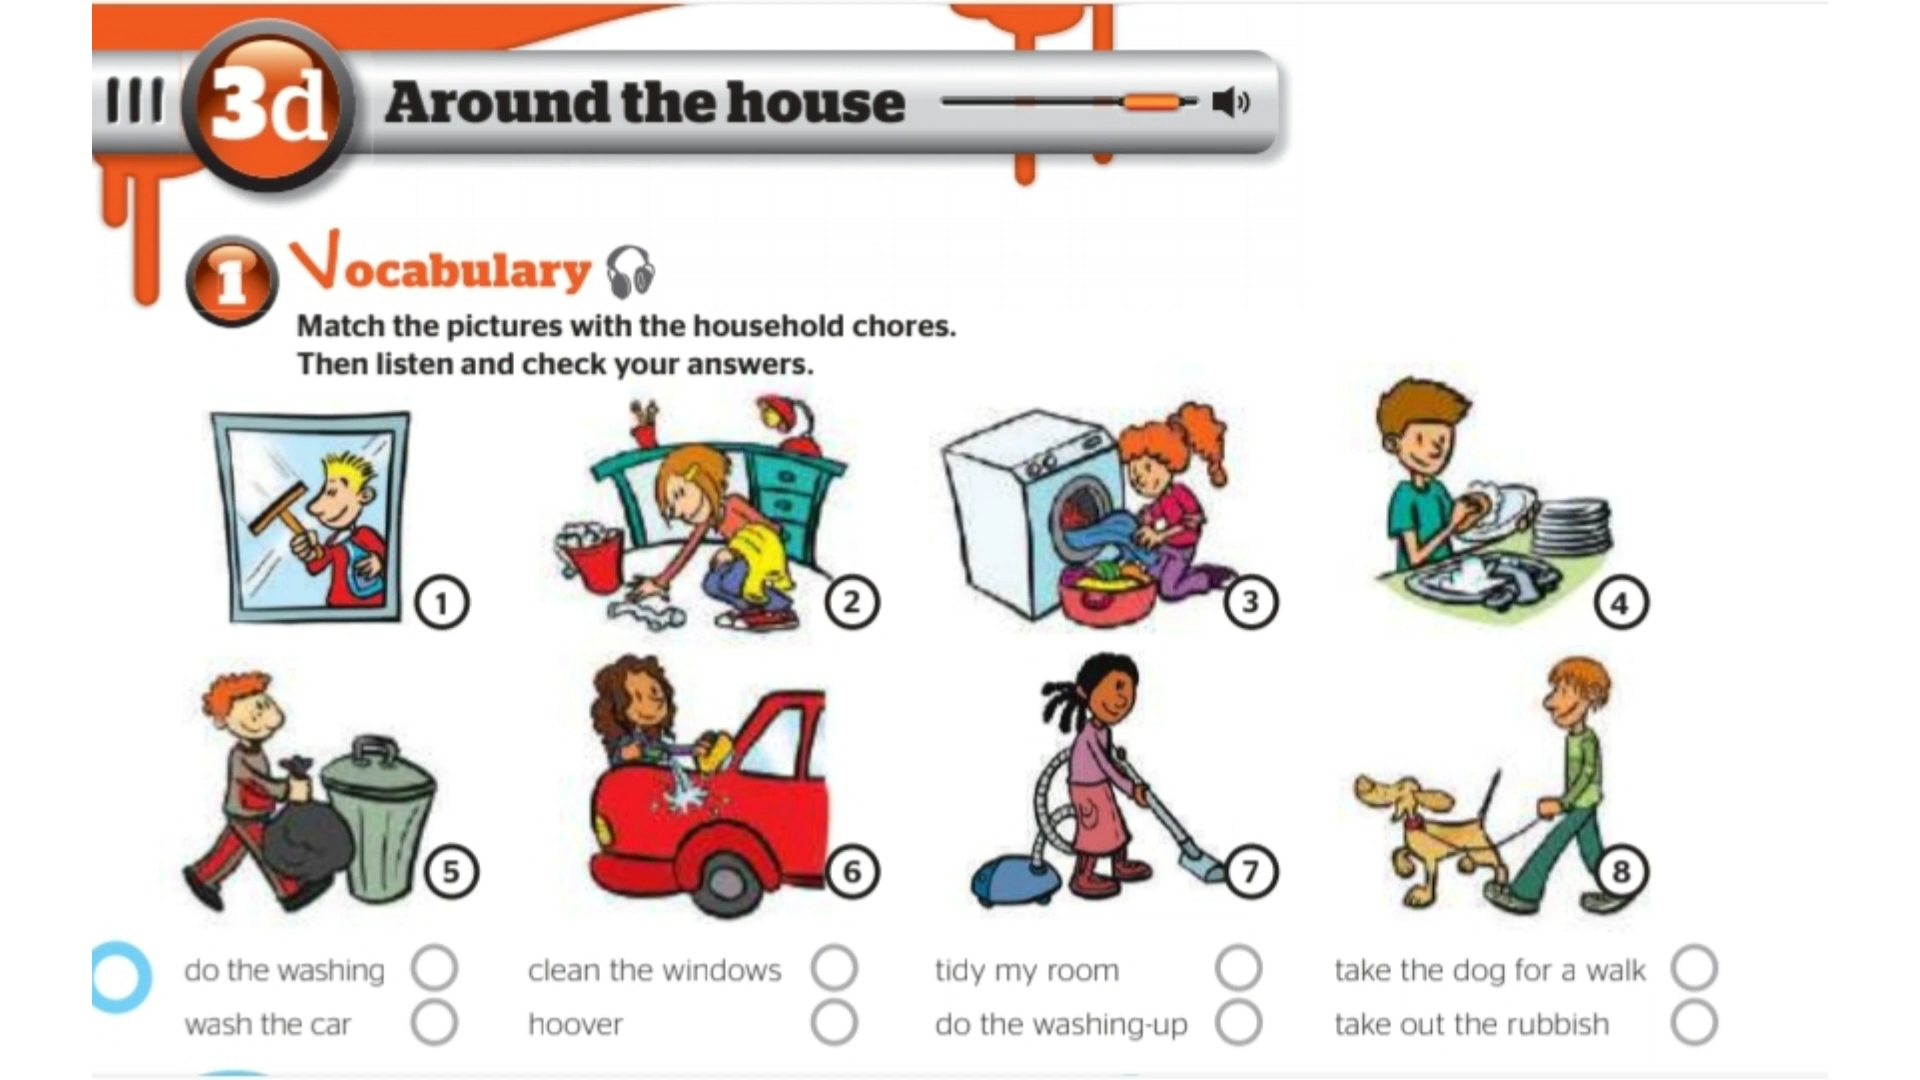 3d Around the house
1 Vocabulary
Match the pictures with the household chores.
Then listen and check your answers.
1 2 3 4
5 6 7 8
do the washing clean the windows tidy my room take the dog for a walk
wash the car hoover do the washing-up take out the rubbish